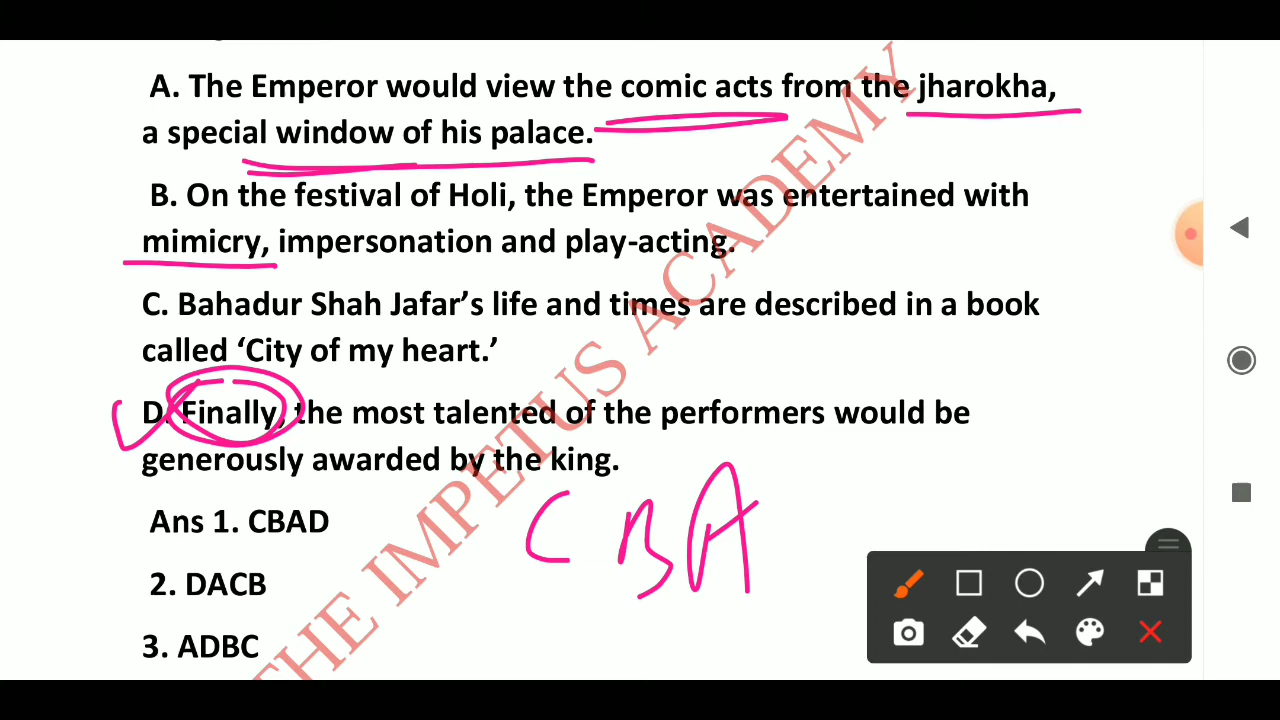 A. The Emperor would view the comic acts from the jharokha,
a special window of his palace.
B. On the festival of Holi, the Emperor was entertained with
mimicry, impersonation and play-acting.
C. Bahadur Shah Jafar’s life and times are described in a book
called ‘City of my heart.’
D. Finally, the most talented of the performers would be
generously awarded by the king.
Ans 1. CBAD
CBA
2. DACB
3. ADBC
THE IMPETUS ACADEMY